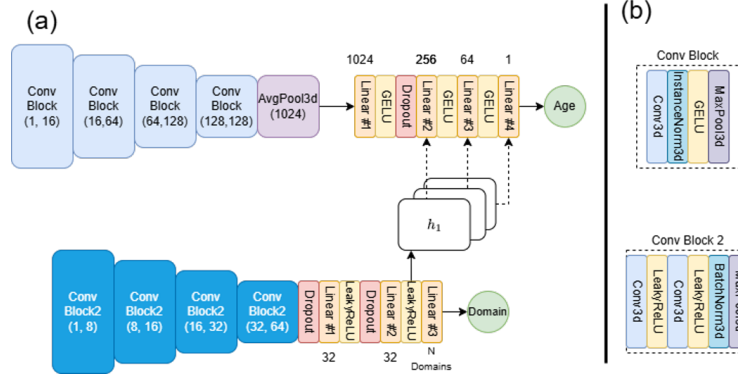 (a)
Conv
Block
(1, 16)
Conv
Block
(16,64)
Conv
Block
(64,128)
Conv
Block
(128,128)
AvgPool3d
(1024)
1024
256
64
1
Linear #1
GELU
Dropout
Linear #2
GELU
Linear #3
GELU
Linear #4
Age
h₁
Conv
Block2
(1, 8)
Conv
Block2
(8, 16)
Conv
Block2
(16, 32)
Conv
Block2
(32, 64)
Dropout
Linear #1
LeakyReLU
Dropout
Linear #2
LeakyReLU
Linear #3
Domain
32
32
N
Domains
(b)
Conv Block
Conv3d
InstanceNorm3d
GELU
MaxPool3d
Conv Block 2
Conv3d
LeakyReLU
Conv3d
LeakyReLU
BatchNorm3d